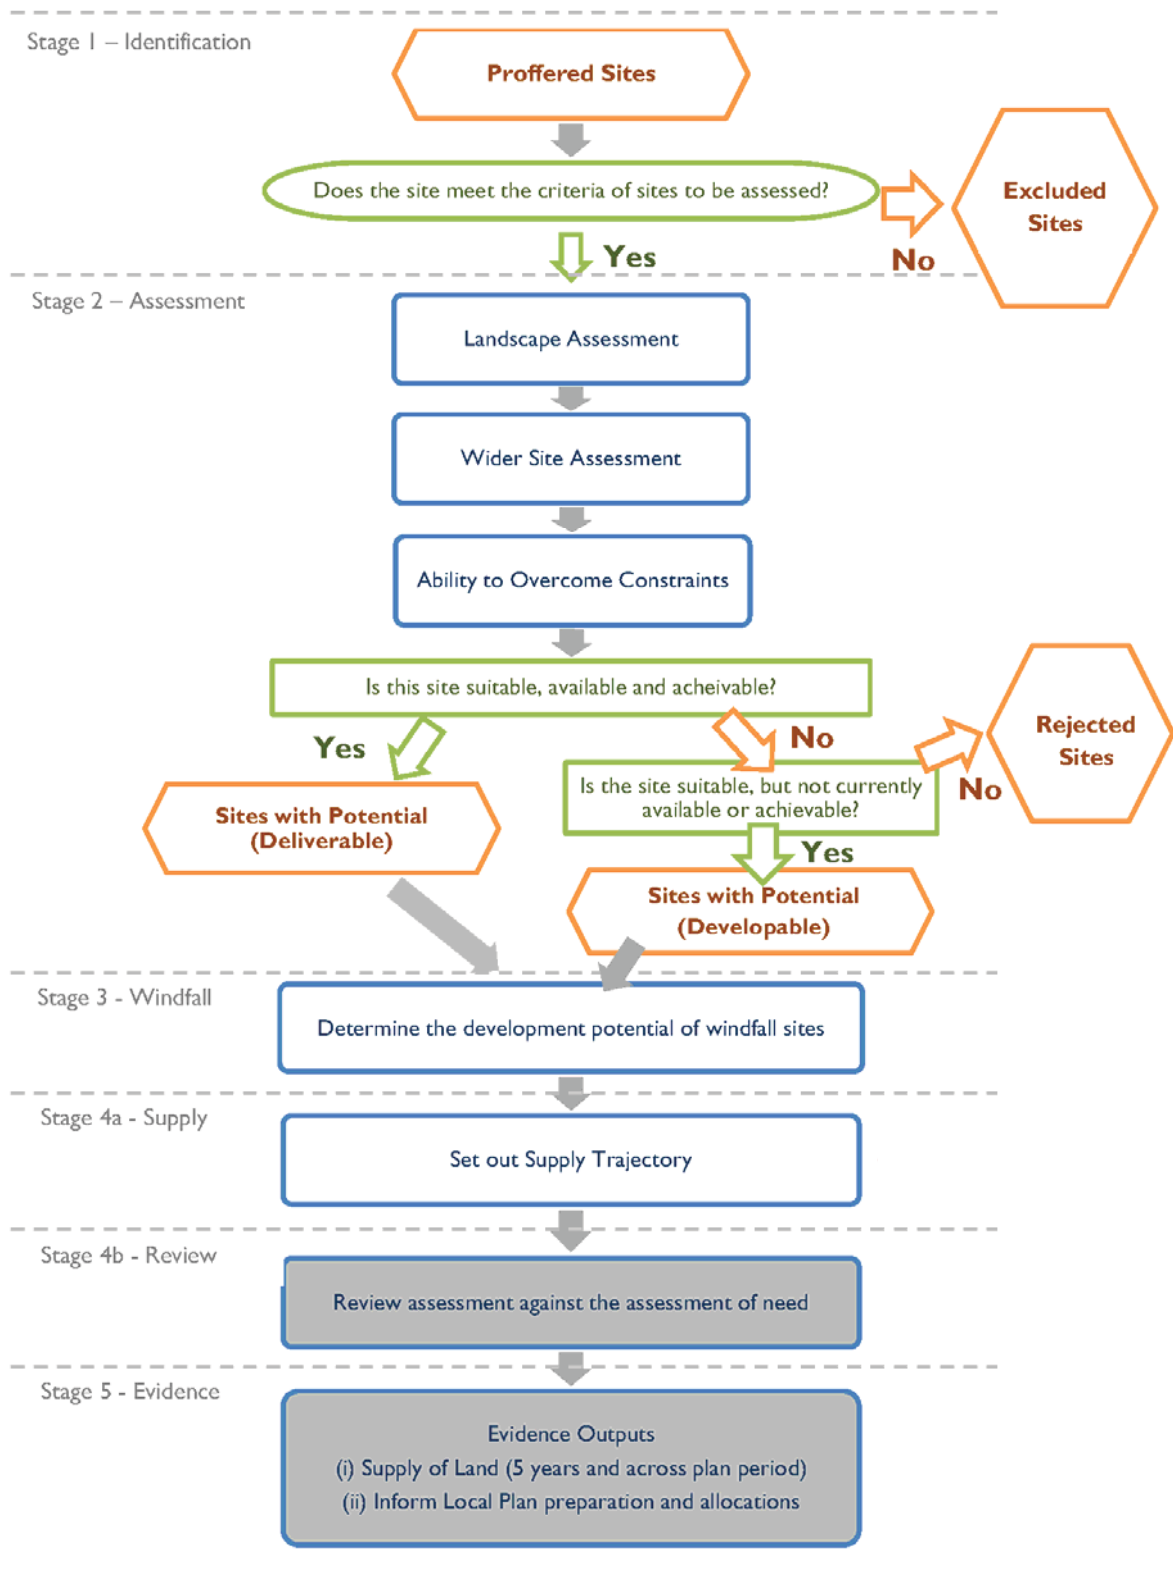 Stage 1 – Identification
Proffered Sites
Does the site meet the criteria of sites to be assessed?
Excluded
Sites
Yes
No
Stage 2 – Assessment
Landscape Assessment
Wider Site Assessment
Ability to Overcome Constraints
Is this site suitable, available and acheivable?
Yes
No
Rejected
Sites
Is the site suitable, but not currently
available or achievable?
No
Sites with Potential
(Deliverable)
Yes
Sites with Potential
(Developable)
Stage 3 - Windfall
Determine the development potential of windfall sites
Stage 4a - Supply
Set out Supply Trajectory
Stage 4b - Review
Review assessment against the assessment of need
Stage 5 - Evidence
Evidence Outputs
(i) Supply of Land (5 years and across plan period)
(ii) Inform Local Plan preparation and allocations